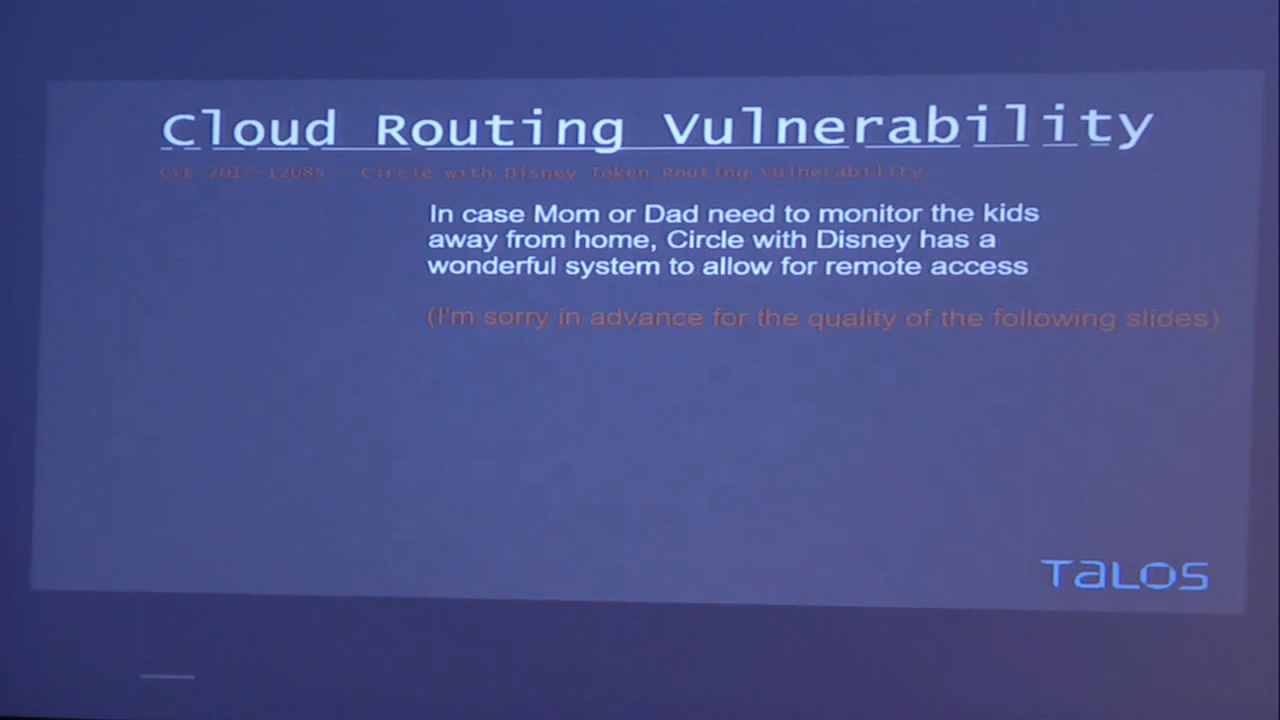 Cloud Routing Vulnerability
CVE-2017-12085 - Circle with Disney Token Routing Vulnerability
In case Mom or Dad need to monitor the kids
away from home, Circle with Disney has a
wonderful system to allow for remote access
(I'm sorry in advance for the quality of the following slides)
TALOS